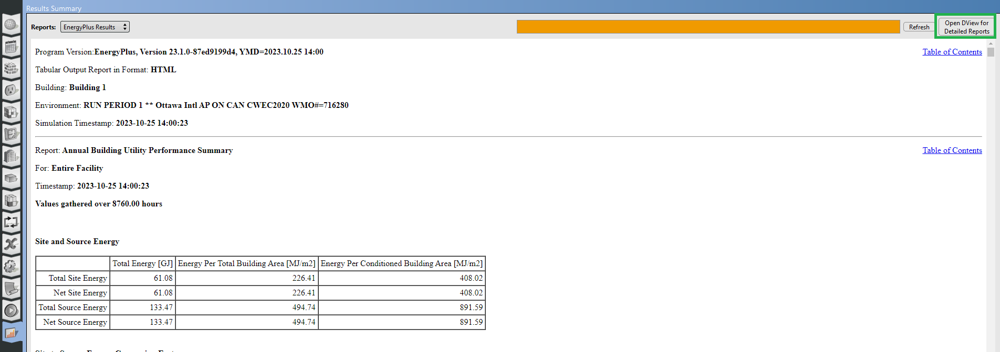 Results Summary
Reports: EnergyPlus Results Refresh Open DView for
Detailed Reports
Program Version:EnergyPlus, Version 23.1.0-87ed9199d4, YMD=2023.10.25 14:00 Table of Contents
Tabular Output Report in Format: HTML
Building: Building 1
Environment: RUN PERIOD 1 ** Ottawa Intl AP ON CAN CWEC2020 WMO#=716280
Simulation Timestamp: 2023-10-25 14:00:23
Report: Annual Building Utility Performance Summary Table of Contents
For: Entire Facility
Timestamp: 2023-10-25 14:00:23
Values gathered over 8760.00 hours
Site and Source Energy
Total Energy [GJ] Energy Per Total Building Area [MJ/m2] Energy Per Conditioned Building Area [MJ/m2]
Total Site Energy 61.08 226.41 408.02
Net Site Energy 61.08 226.41 408.02
Total Source Energy 133.47 494.74 891.59
Net Source Energy 133.47 494.74 891.59